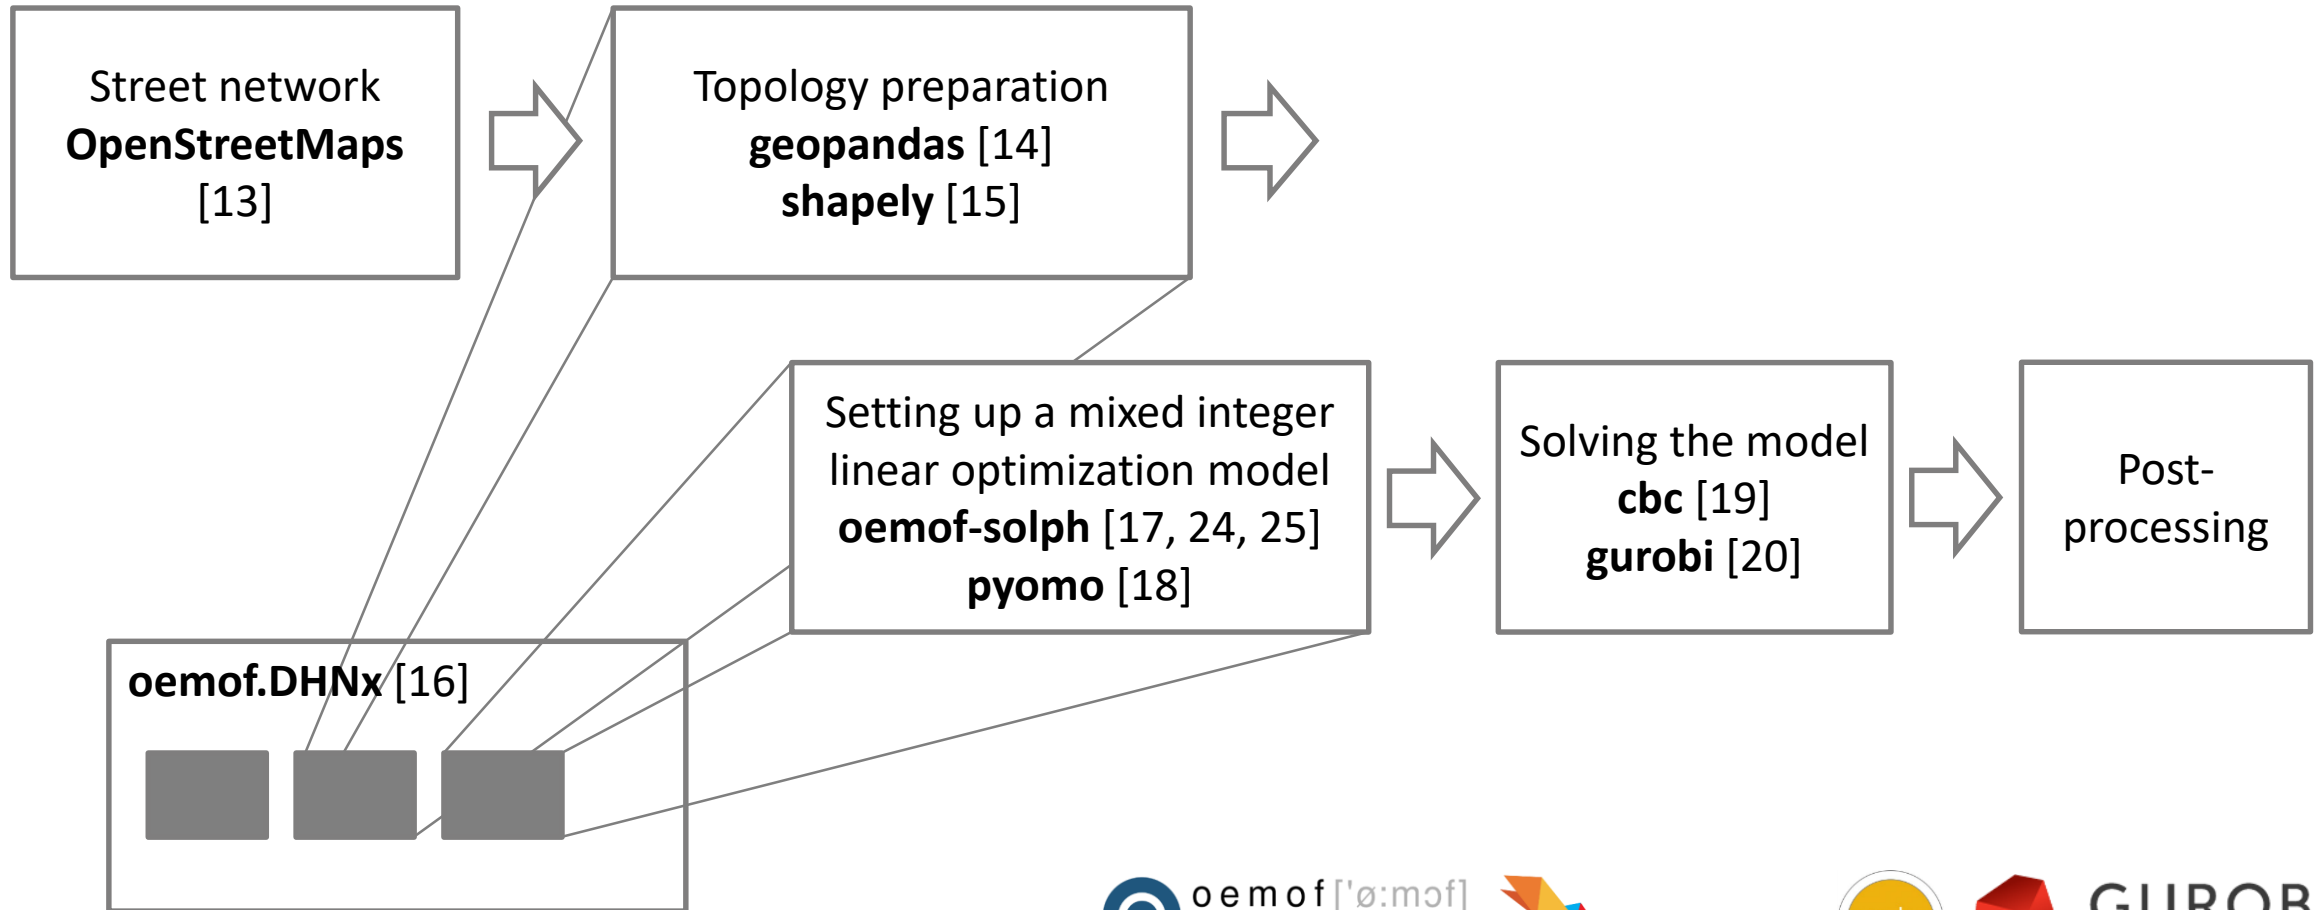 Street network
OpenStreetMaps
[13]
Topology preparation
geopandas [14]
shapely [15]
Setting up a mixed integer
linear optimization model
oemof-solph [17, 24, 25]
pyomo [18]
Solving the model
cbc [19]
gurobi [20]
Post-
processing
oemof.DHNx [16]
oemof ['ø:mɔf]
GUROB